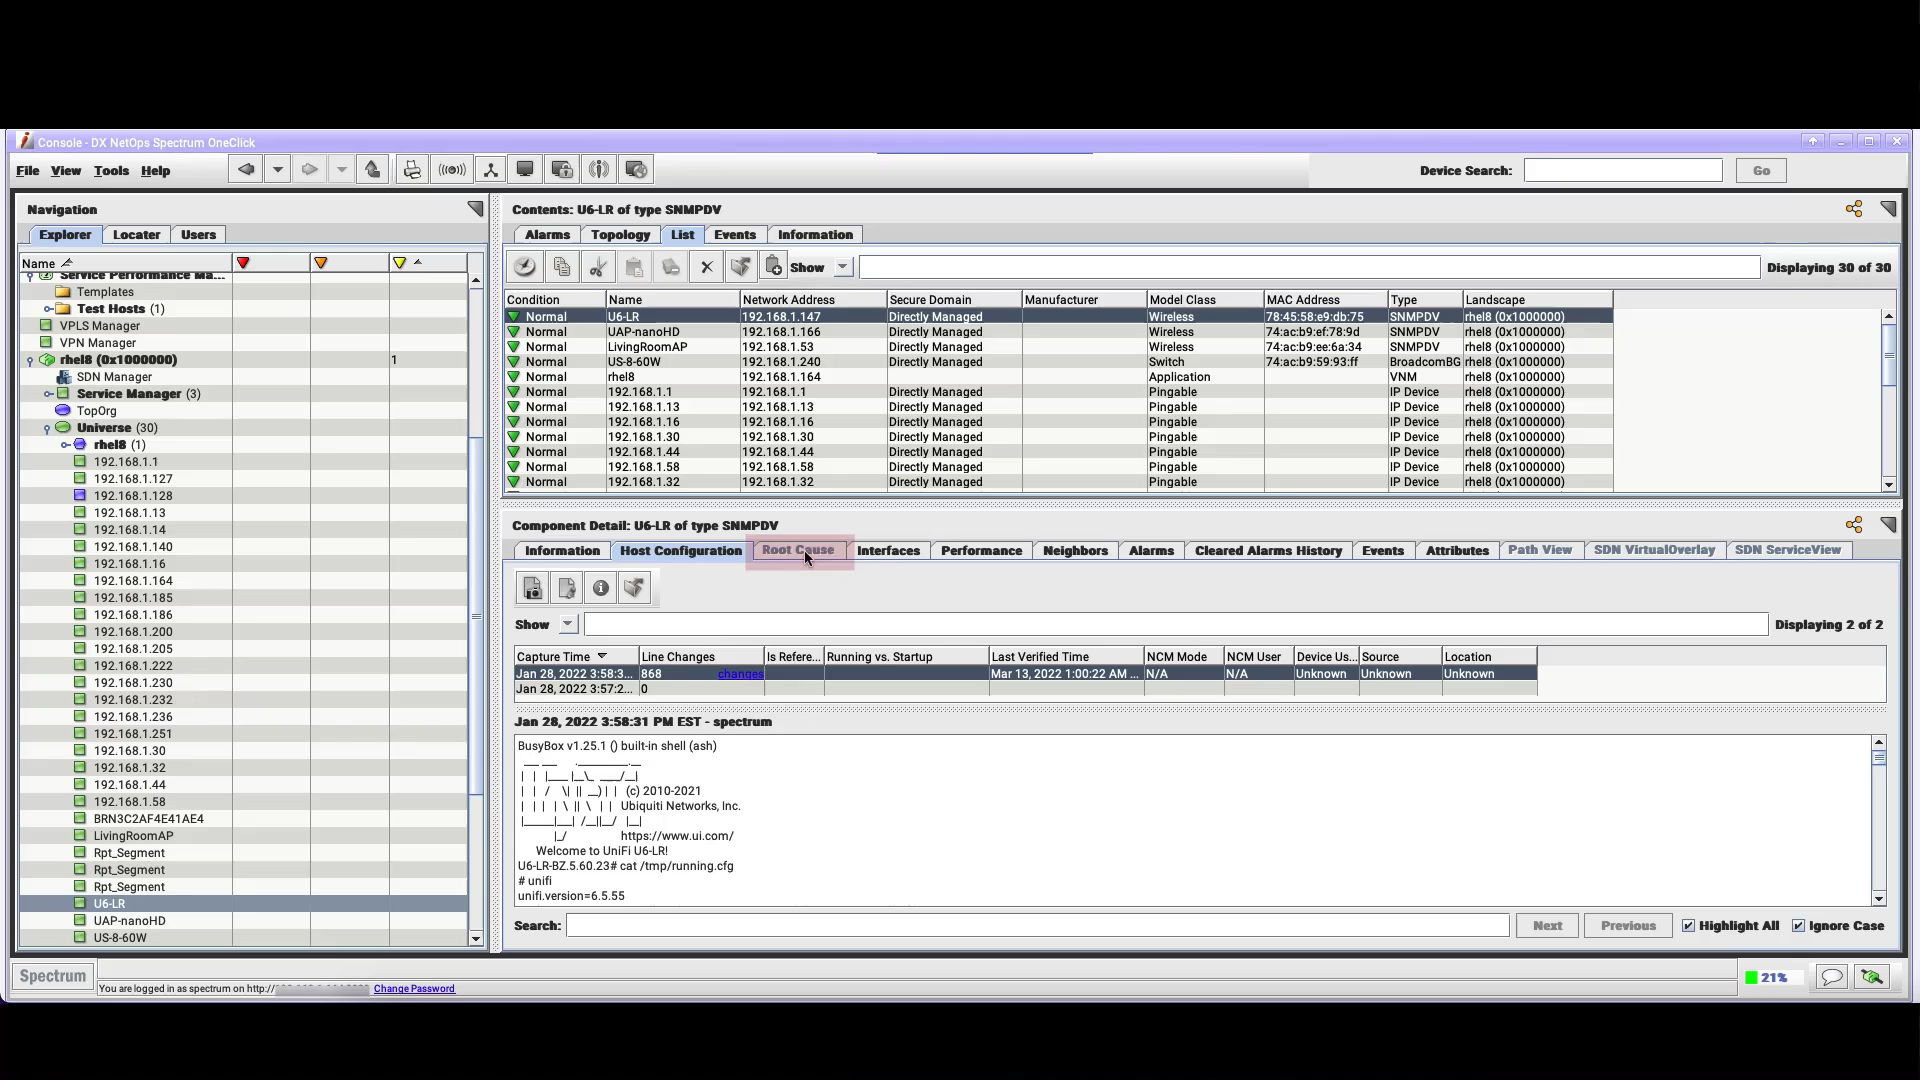 Console - DX NetOps Spectrum OneClick
File View Tools Help
Device Search:
Go
Navigation
Explorer Locater Users
Name
Service Performance Ma...
Templates
Test Hosts (1)
VPLS Manager
VPN Manager
rhel8 (0x1000000) 1
SDN Manager
Service Manager (3)
TopOrg
Universe (30)
rhel8 (1)
192.168.1.1
192.168.1.127
192.168.1.128
192.168.1.13
192.168.1.14
192.168.1.140
192.168.1.16
192.168.1.164
192.168.1.185
192.168.1.186
192.168.1.200
192.168.1.205
192.168.1.222
192.168.1.230
192.168.1.232
192.168.1.236
192.168.1.251
192.168.1.30
192.168.1.32
192.168.1.44
192.168.1.58
BRN3C2AF4E41AE4
LivingRoomAP
Rpt_Segment
Rpt_Segment
Rpt_Segment
U6-LR
UAP-nanoHD
US-8-60W
Contents: U6-LR of type SNMPDV
Alarms Topology List Events Information
Show
Displaying 30 of 30
Condition Name Network Address Secure Domain Manufacturer Model Class MAC Address Type Landscape
Normal U6-LR 192.168.1.147 Directly Managed Wireless 78:45:58:e9:db:75 SNMPDV rhel8 (0x1000000)
Normal UAP-nanoHD 192.168.1.166 Directly Managed Wireless 74:ac:b9:ef:78:9d SNMPDV rhel8 (0x1000000)
Normal LivingRoomAP 192.168.1.53 Directly Managed Wireless 74:ac:b9:ee:6a:34 SNMPDV rhel8 (0x1000000)
Normal US-8-60W 192.168.1.240 Directly Managed Switch 74:ac:b9:59:93:ff BroadcomBG rhel8 (0x1000000)
Normal rhel8 192.168.1.164 Application VNM rhel8 (0x1000000)
Normal 192.168.1.1 192.168.1.1 Directly Managed Pingable IP Device rhel8 (0x1000000)
Normal 192.168.1.13 192.168.1.13 Directly Managed Pingable IP Device rhel8 (0x1000000)
Normal 192.168.1.16 192.168.1.16 Directly Managed Pingable IP Device rhel8 (0x1000000)
Normal 192.168.1.30 192.168.1.30 Directly Managed Pingable IP Device rhel8 (0x1000000)
Normal 192.168.1.44 192.168.1.44 Directly Managed Pingable IP Device rhel8 (0x1000000)
Normal 192.168.1.58 192.168.1.58 Directly Managed Pingable IP Device rhel8 (0x1000000)
Normal 192.168.1.32 192.168.1.32 Directly Managed Pingable IP Device rhel8 (0x1000000)
Component Detail: U6-LR of type SNMPDV
Information Host Configuration Root Cause Interfaces Performance Neighbors Alarms Cleared Alarms History Events Attributes Path View SDN VirtualOverlay SDN ServiceView
Show
Displaying 2 of 2
Capture Time Line Changes Is Refere... Running vs. Startup Last Verified Time NCM Mode NCM User Device Us... Source Location
Jan 28, 2022 3:58:3... 868 changes Mar 13, 2022 1:00:22 AM ... N/A N/A Unknown Unknown Unknown
Jan 28, 2022 3:57:2... 0
Jan 28, 2022 3:58:31 PM EST - spectrum
BusyBox v1.25.1 () built-in shell (ash)
(c) 2010-2021
Ubiquiti Networks, Inc.
https://www.ui.com/
Welcome to UniFi U6-LR!
U6-LR-BZ.5.60.23# cat /tmp/running.cfg
# unifi
unifi.version=6.5.55
Search:
Next Previous Highlight All Ignore Case
Spectrum
You are logged in as spectrum on http://
Change Password
21%